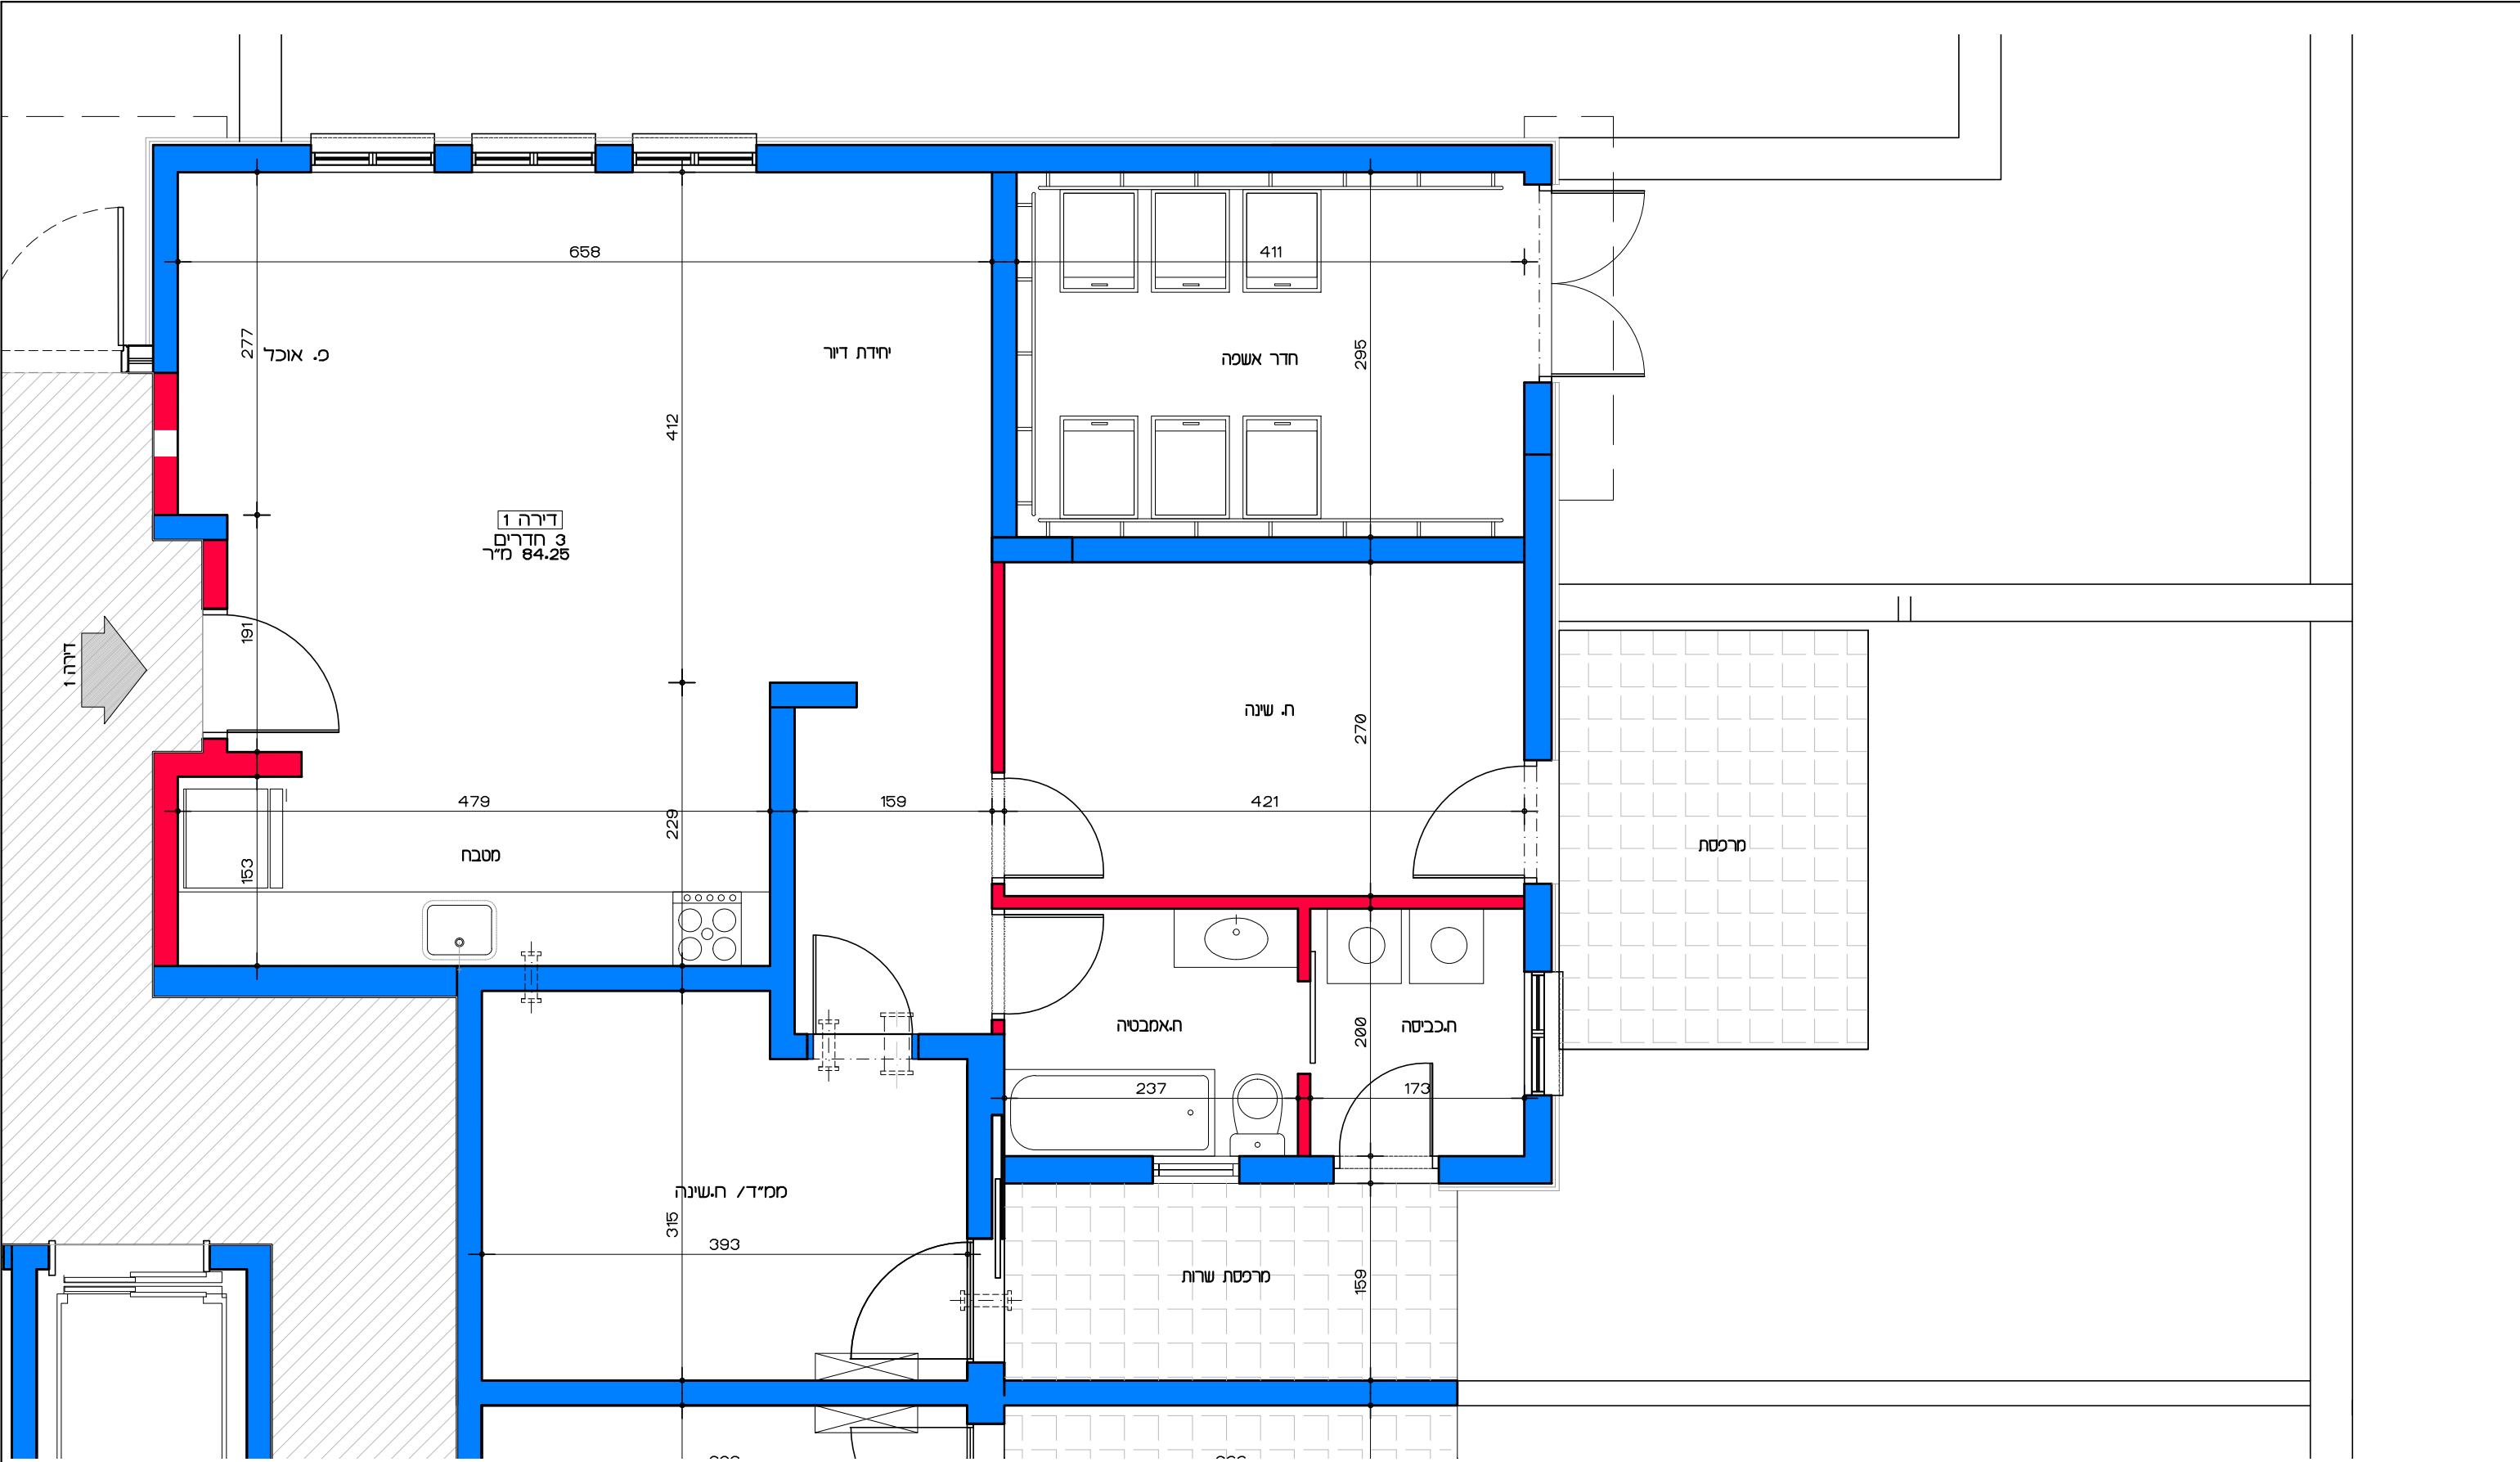 658
411
277
פ. אוכל
יחידת דיור
חדר אשפה
295
412
דירה 1
3 חדרים
84.25 מ"ר
191
דירה 1
ח. שינה
270
479
159
421
229
153
מטבח
מרפסת
ח.אמבטיה
ח.כביסה
200
237
173
ממ"ד/ ח.שינה
315
393
מרפסת שרות
159